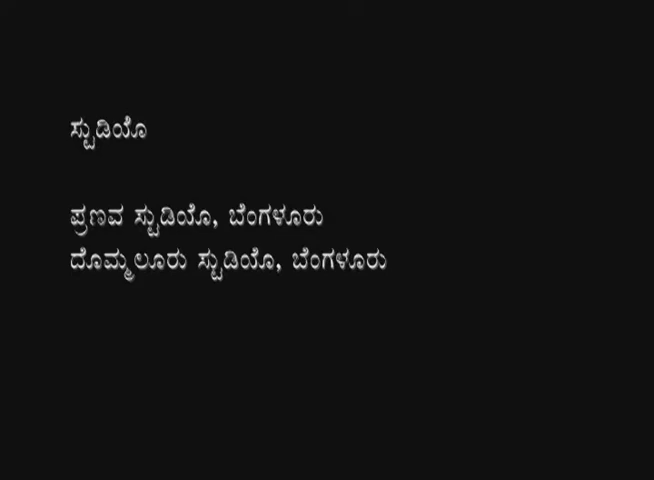 ಸ್ಟುಡಿಯೊ
ಪ್ರಣವ ಸ್ಟುಡಿಯೊ, ಬೆಂಗಳೂರು
ದೊಮ್ಮಲೂರು ಸ್ಟುಡಿಯೊ, ಬೆಂಗಳೂರು